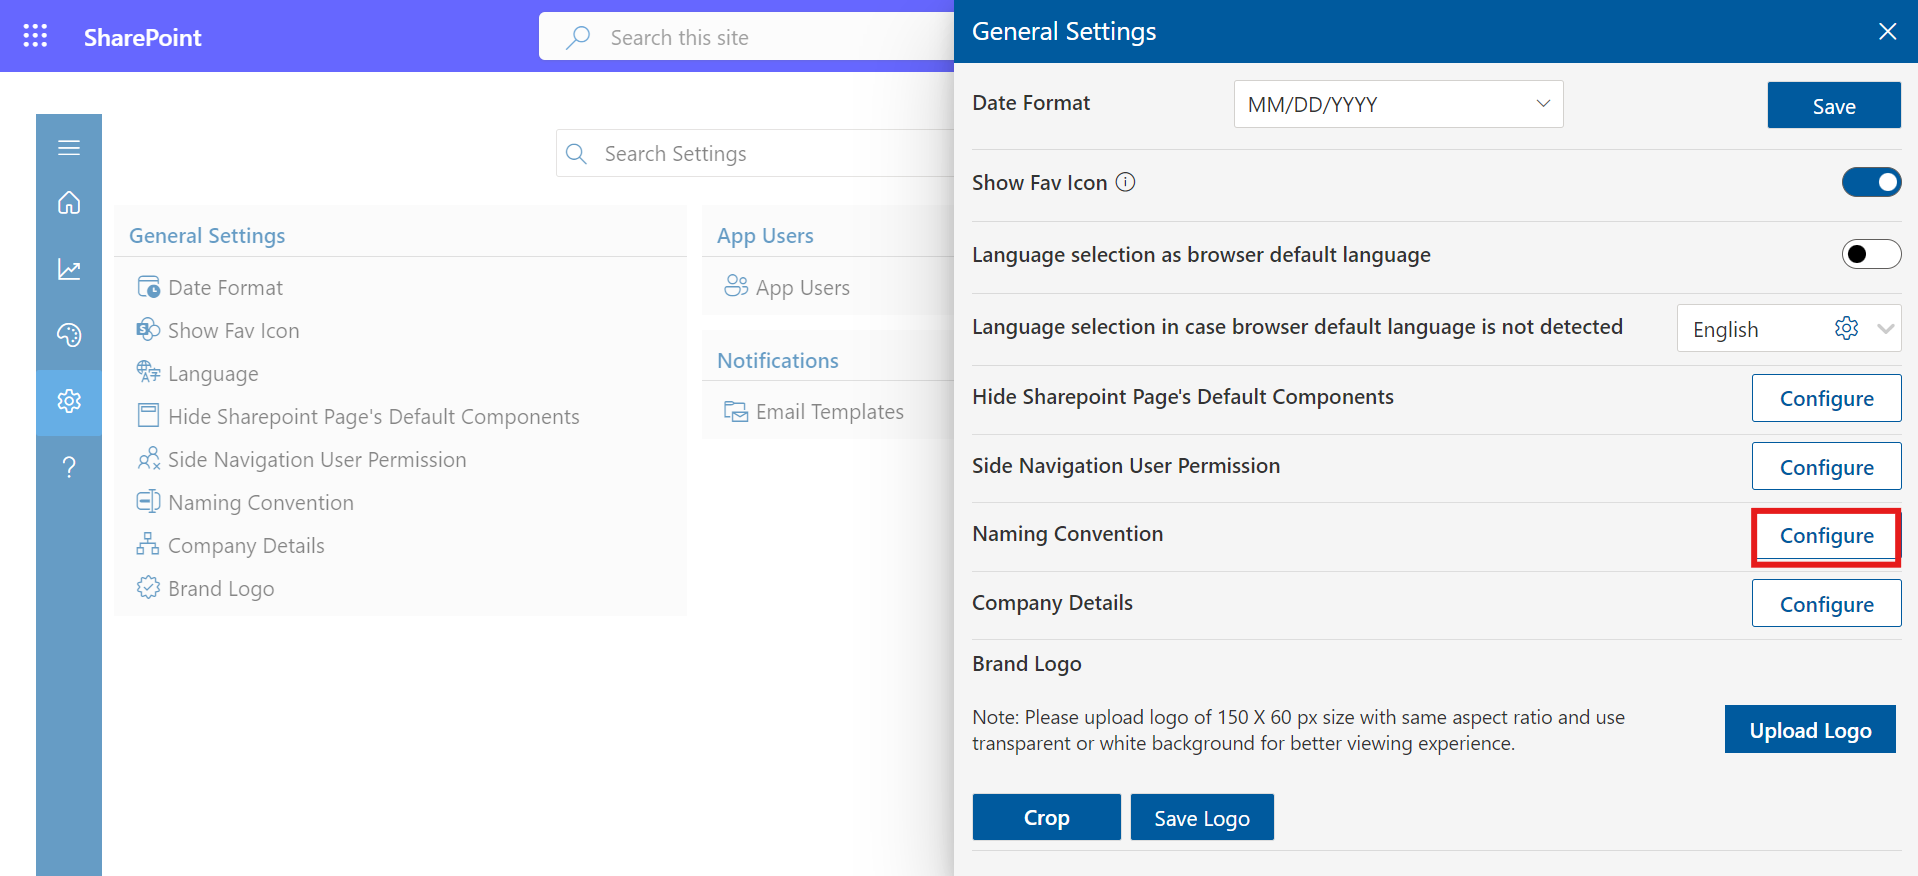 SharePoint
Search this site
Search Settings
General Settings
Date Format
Show Fav Icon
Language
Hide Sharepoint Page's Default Components
Side Navigation User Permission
Naming Convention
Company Details
Brand Logo
App Users
App Users
Notifications
Email Templates
General Settings
Date Format
MM/DD/YYYY
Save
Show Fav Icon
Language selection as browser default language
Language selection in case browser default language is not detected
English
Hide Sharepoint Page's Default Components
Configure
Side Navigation User Permission
Configure
Naming Convention
Configure
Company Details
Configure
Brand Logo
Note: Please upload logo of 150 X 60 px size with same aspect ratio and use
transparent or white background for better viewing experience.
Upload Logo
Crop
Save Logo